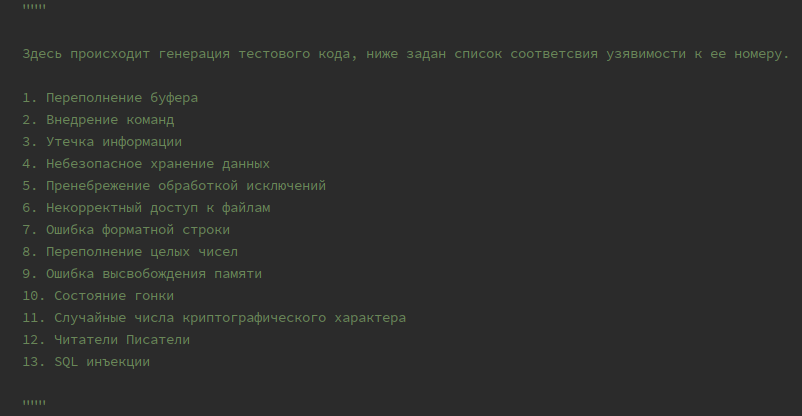 """
Здесь происходит генерация тестового кода, ниже задан список соответсвия узявимости к ее номеру.
1. Переполнение буфера
2. Внедрение команд
3. Утечка информации
4. Небезопасное хранение данных
5. Пренебрежение обработкой исключений
6. Некорректный доступ к файлам
7. Ошибка форматной строки
8. Переполнение целых чисел
9. Ошибка высвобождения памяти
10. Состояние гонки
11. Случайные числа криптографического характера
12. Читатели Писатели
13. SQL инъекции
"""